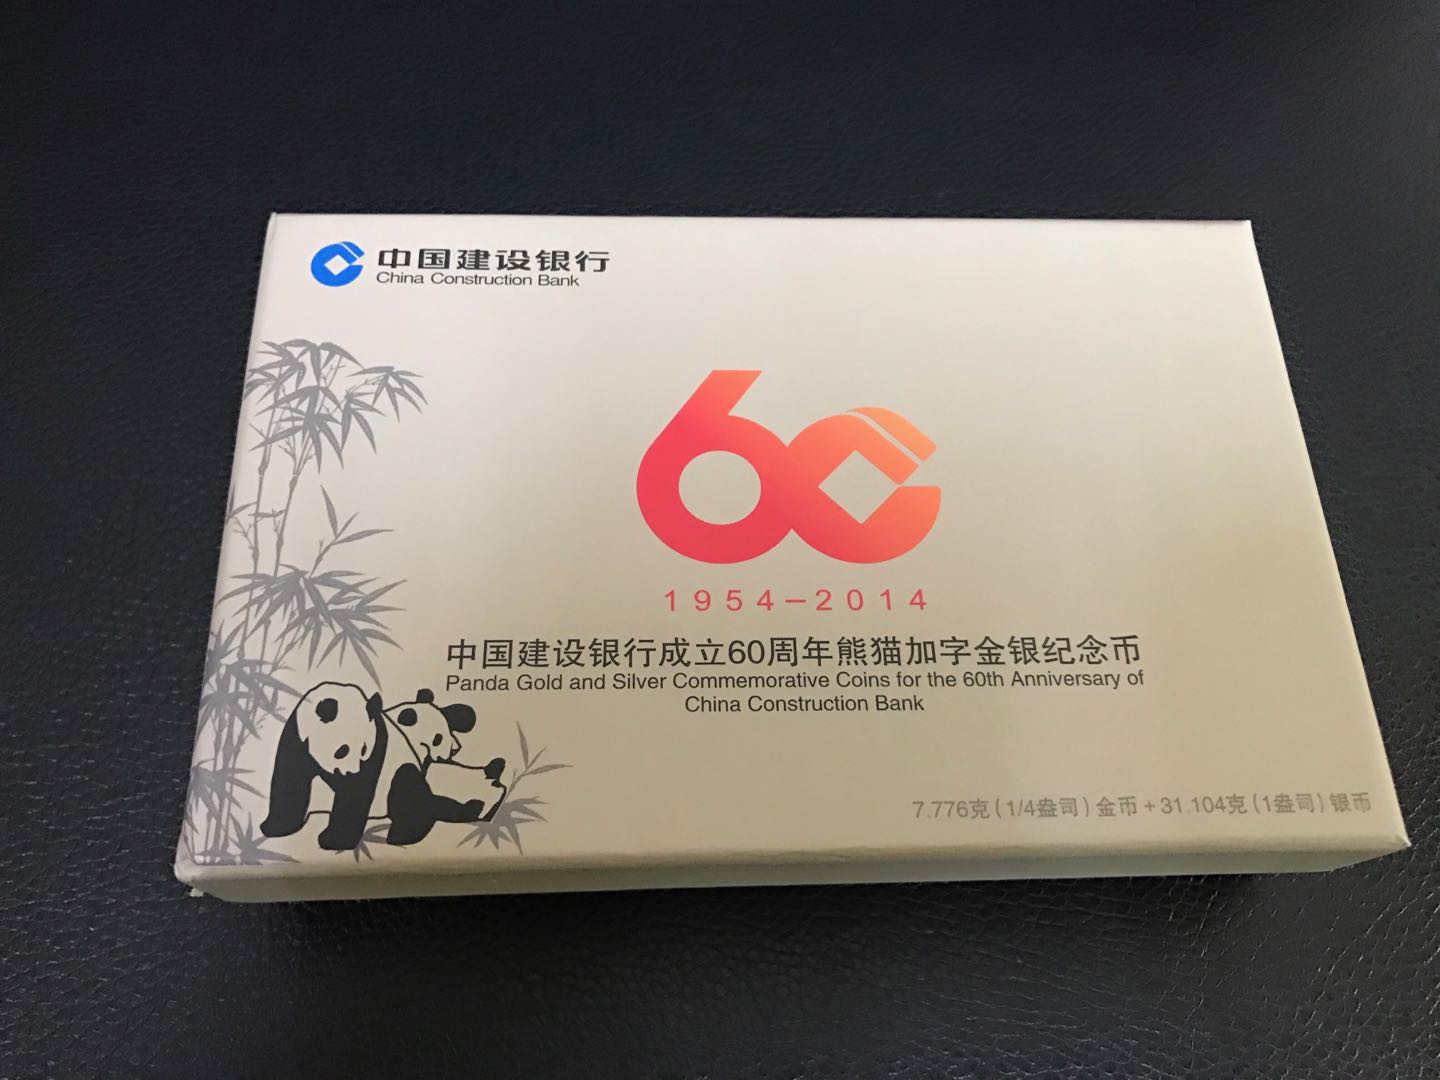 中国建设银行
China Construction Bank
60
1954-2014
中国建设银行成立60周年熊猫加字金银纪念币
Panda Gold and Silver Commemorative Coins for the 60th Anniversary of
China Construction Bank
7.776克(1/4盎司)金币+31.104克(1盎司)银币